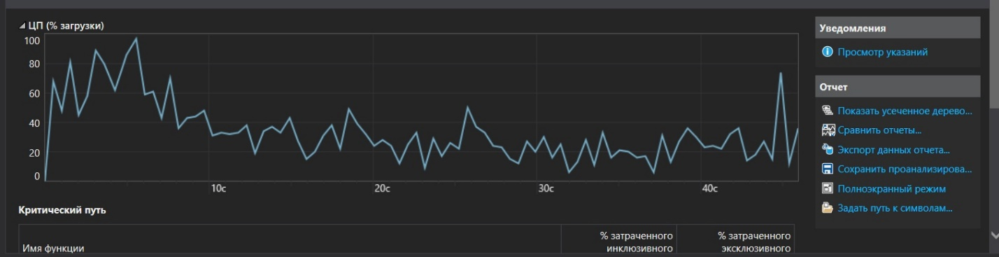 ЦП (% загрузки)
100
80
60
40
20
0
10с
20с
30с
40с
Критический путь
Имя функции
% затраченного
инклюзивного
% затраченного
эксклюзивного
Уведомления
Просмотр указаний
Отчет
Показать усеченное дерево...
Сравнить отчеты...
Экспорт данных отчета...
Сохранить проанализирова...
Полноэкранный режим
Задать путь к символам...